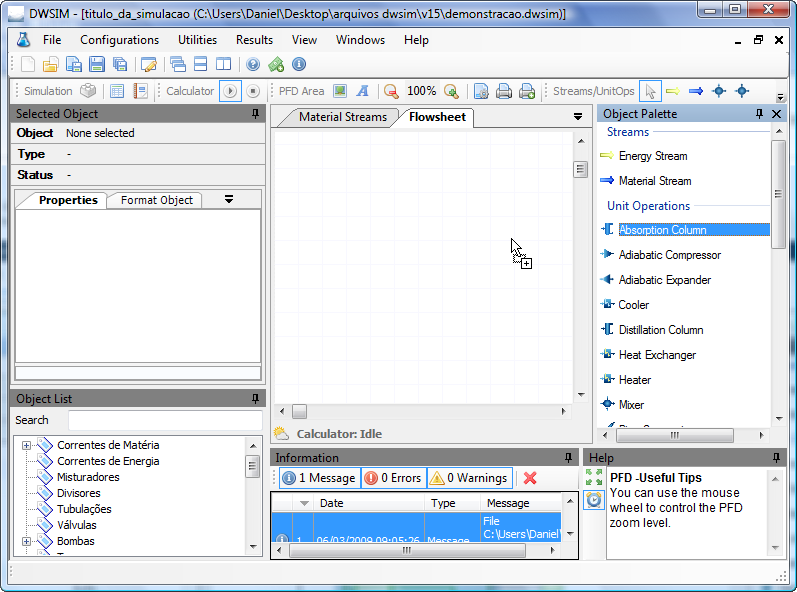 DWSIM - [titulo_da_simulacao (C:\Users\Daniel\Desktop\arquivos dwsim\v15\demonstracao.dwsim)]
File Configurations Utilities Results View Windows Help
Simulation Calculator PFD Area A 100% Streams/UnitOps
Selected Object
Object None selected
Type -
Status -
Properties Format Object
Object List
Search
Correntes de Matéria
Correntes de Energia
Misturadores
Divisores
Tubulações
Válvulas
Bombas
Material Streams Flowsheet
Calculator: Idle
Information
1 Message 0 Errors 0 Warnings
Date Type Message
1 06/03/2009 09:05:26 Message File
C:\Users\Daniel\
Object Palette
Streams
Energy Stream
Material Stream
Unit Operations
Absorption Column
Adiabatic Compressor
Adiabatic Expander
Cooler
Distillation Column
Heat Exchanger
Heater
Mixer
Help
PFD -Useful Tips
You can use the mouse
wheel to control the PFD
zoom level.